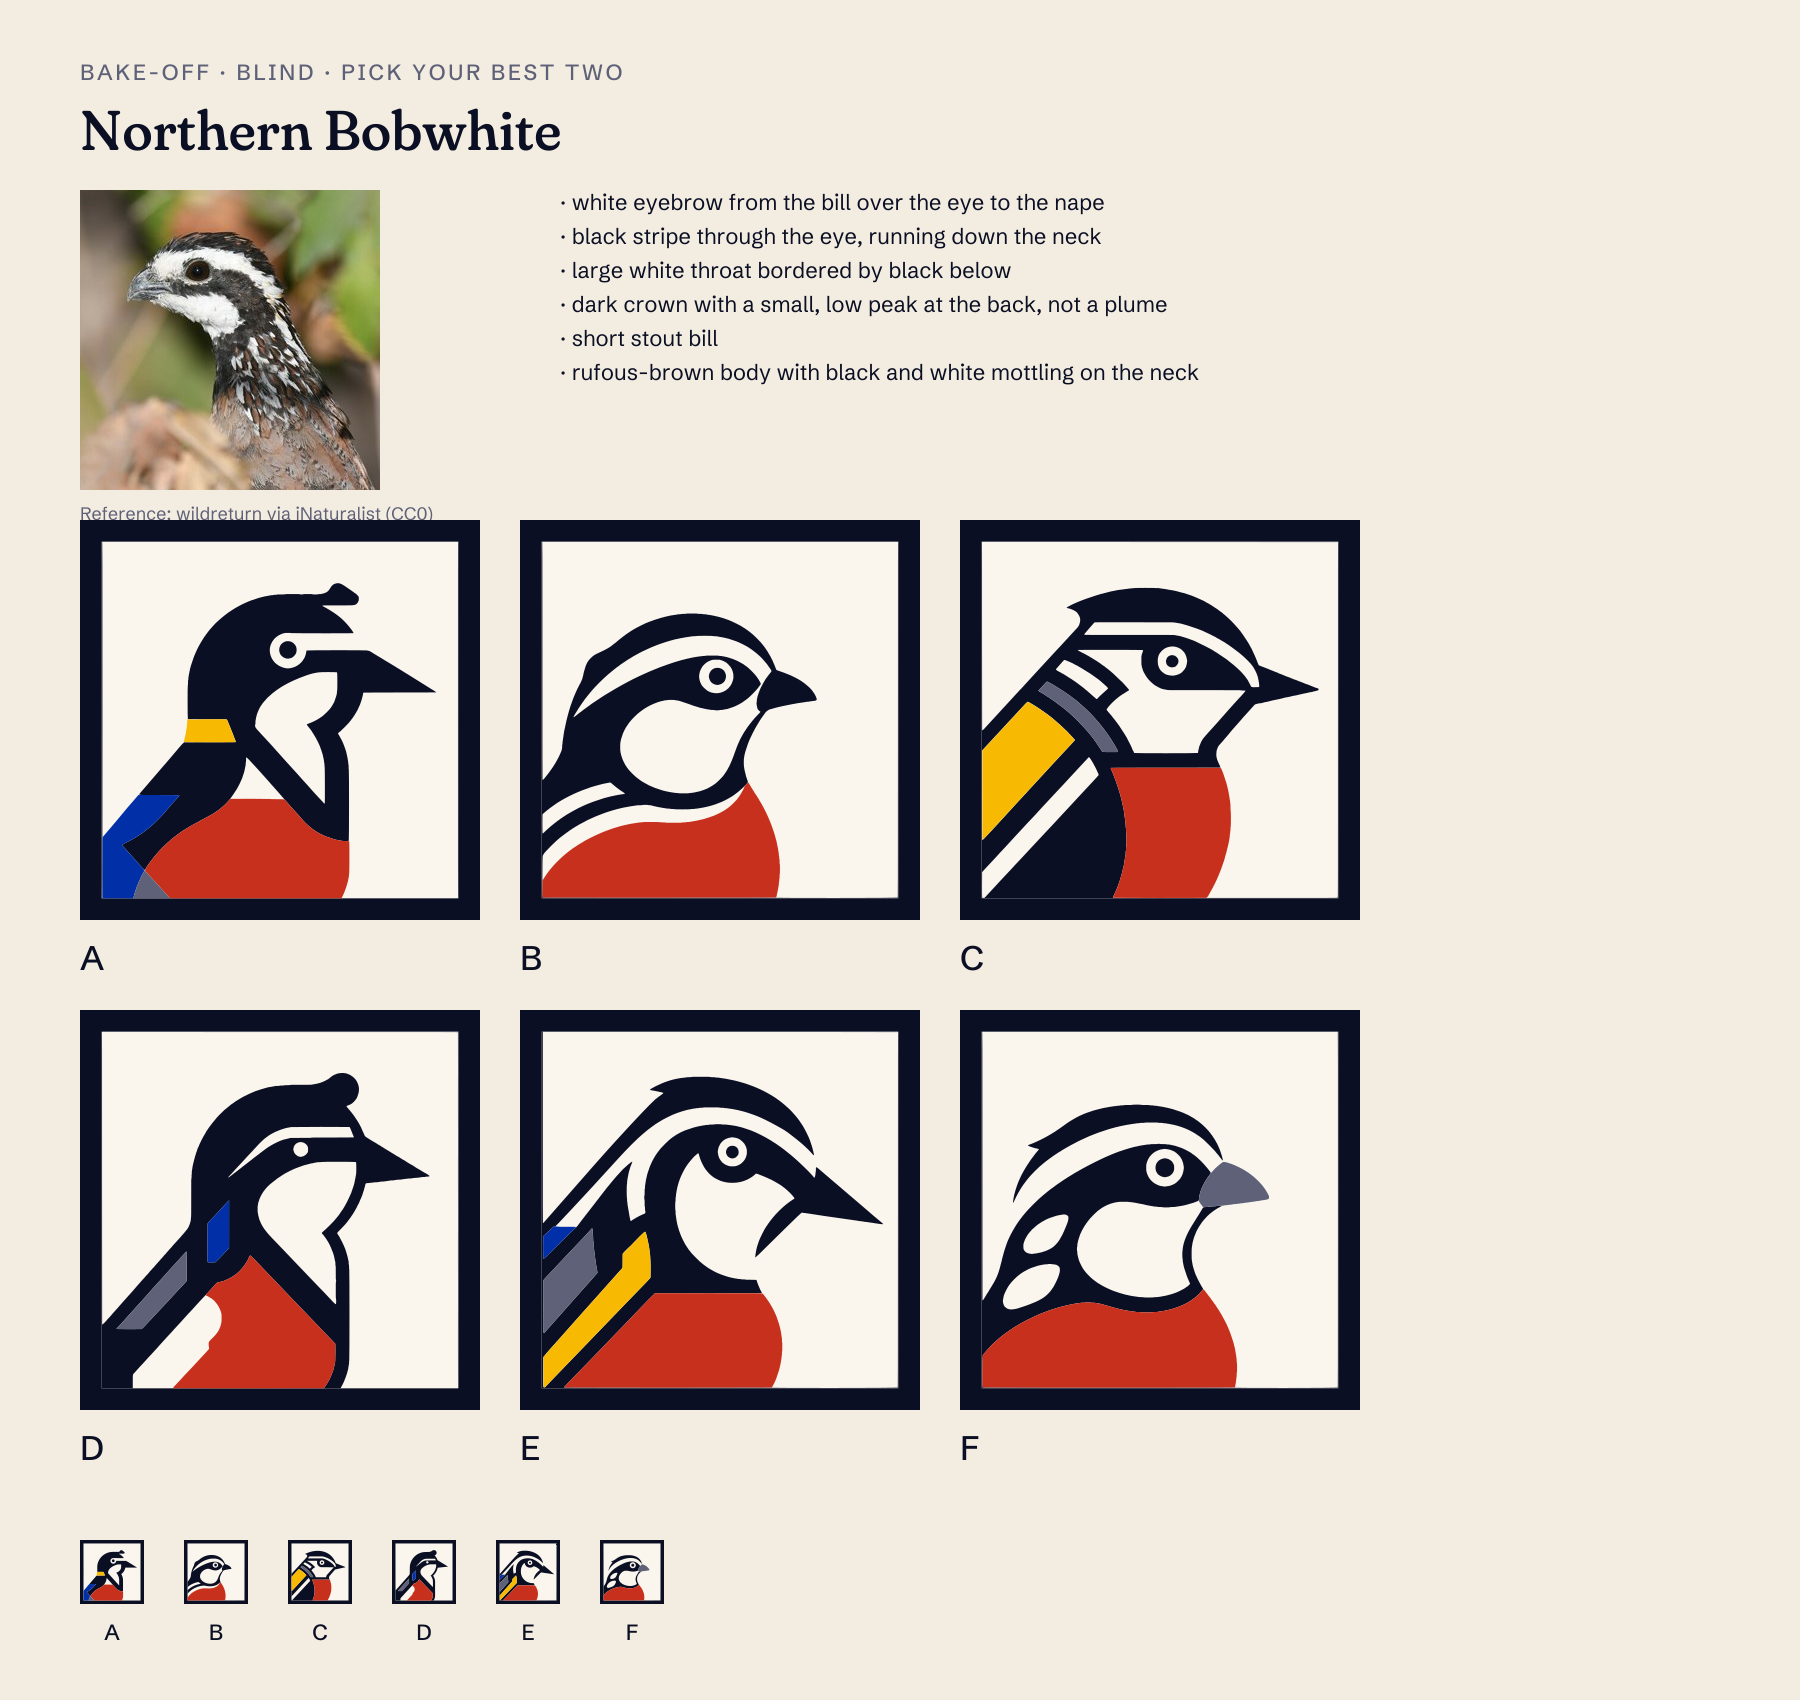 BAKE-OFF · BLIND · PICK YOUR BEST TWO
Northern Bobwhite
· white eyebrow from the bill over the eye to the nape
· black stripe through the eye, running down the neck
· large white throat bordered by black below
· dark crown with a small, low peak at the back, not a plume
· short stout bill
· rufous-brown body with black and white mottling on the neck
Reference: wildreturn via iNaturalist (CC0)
A B C
D E F
A B C D E F